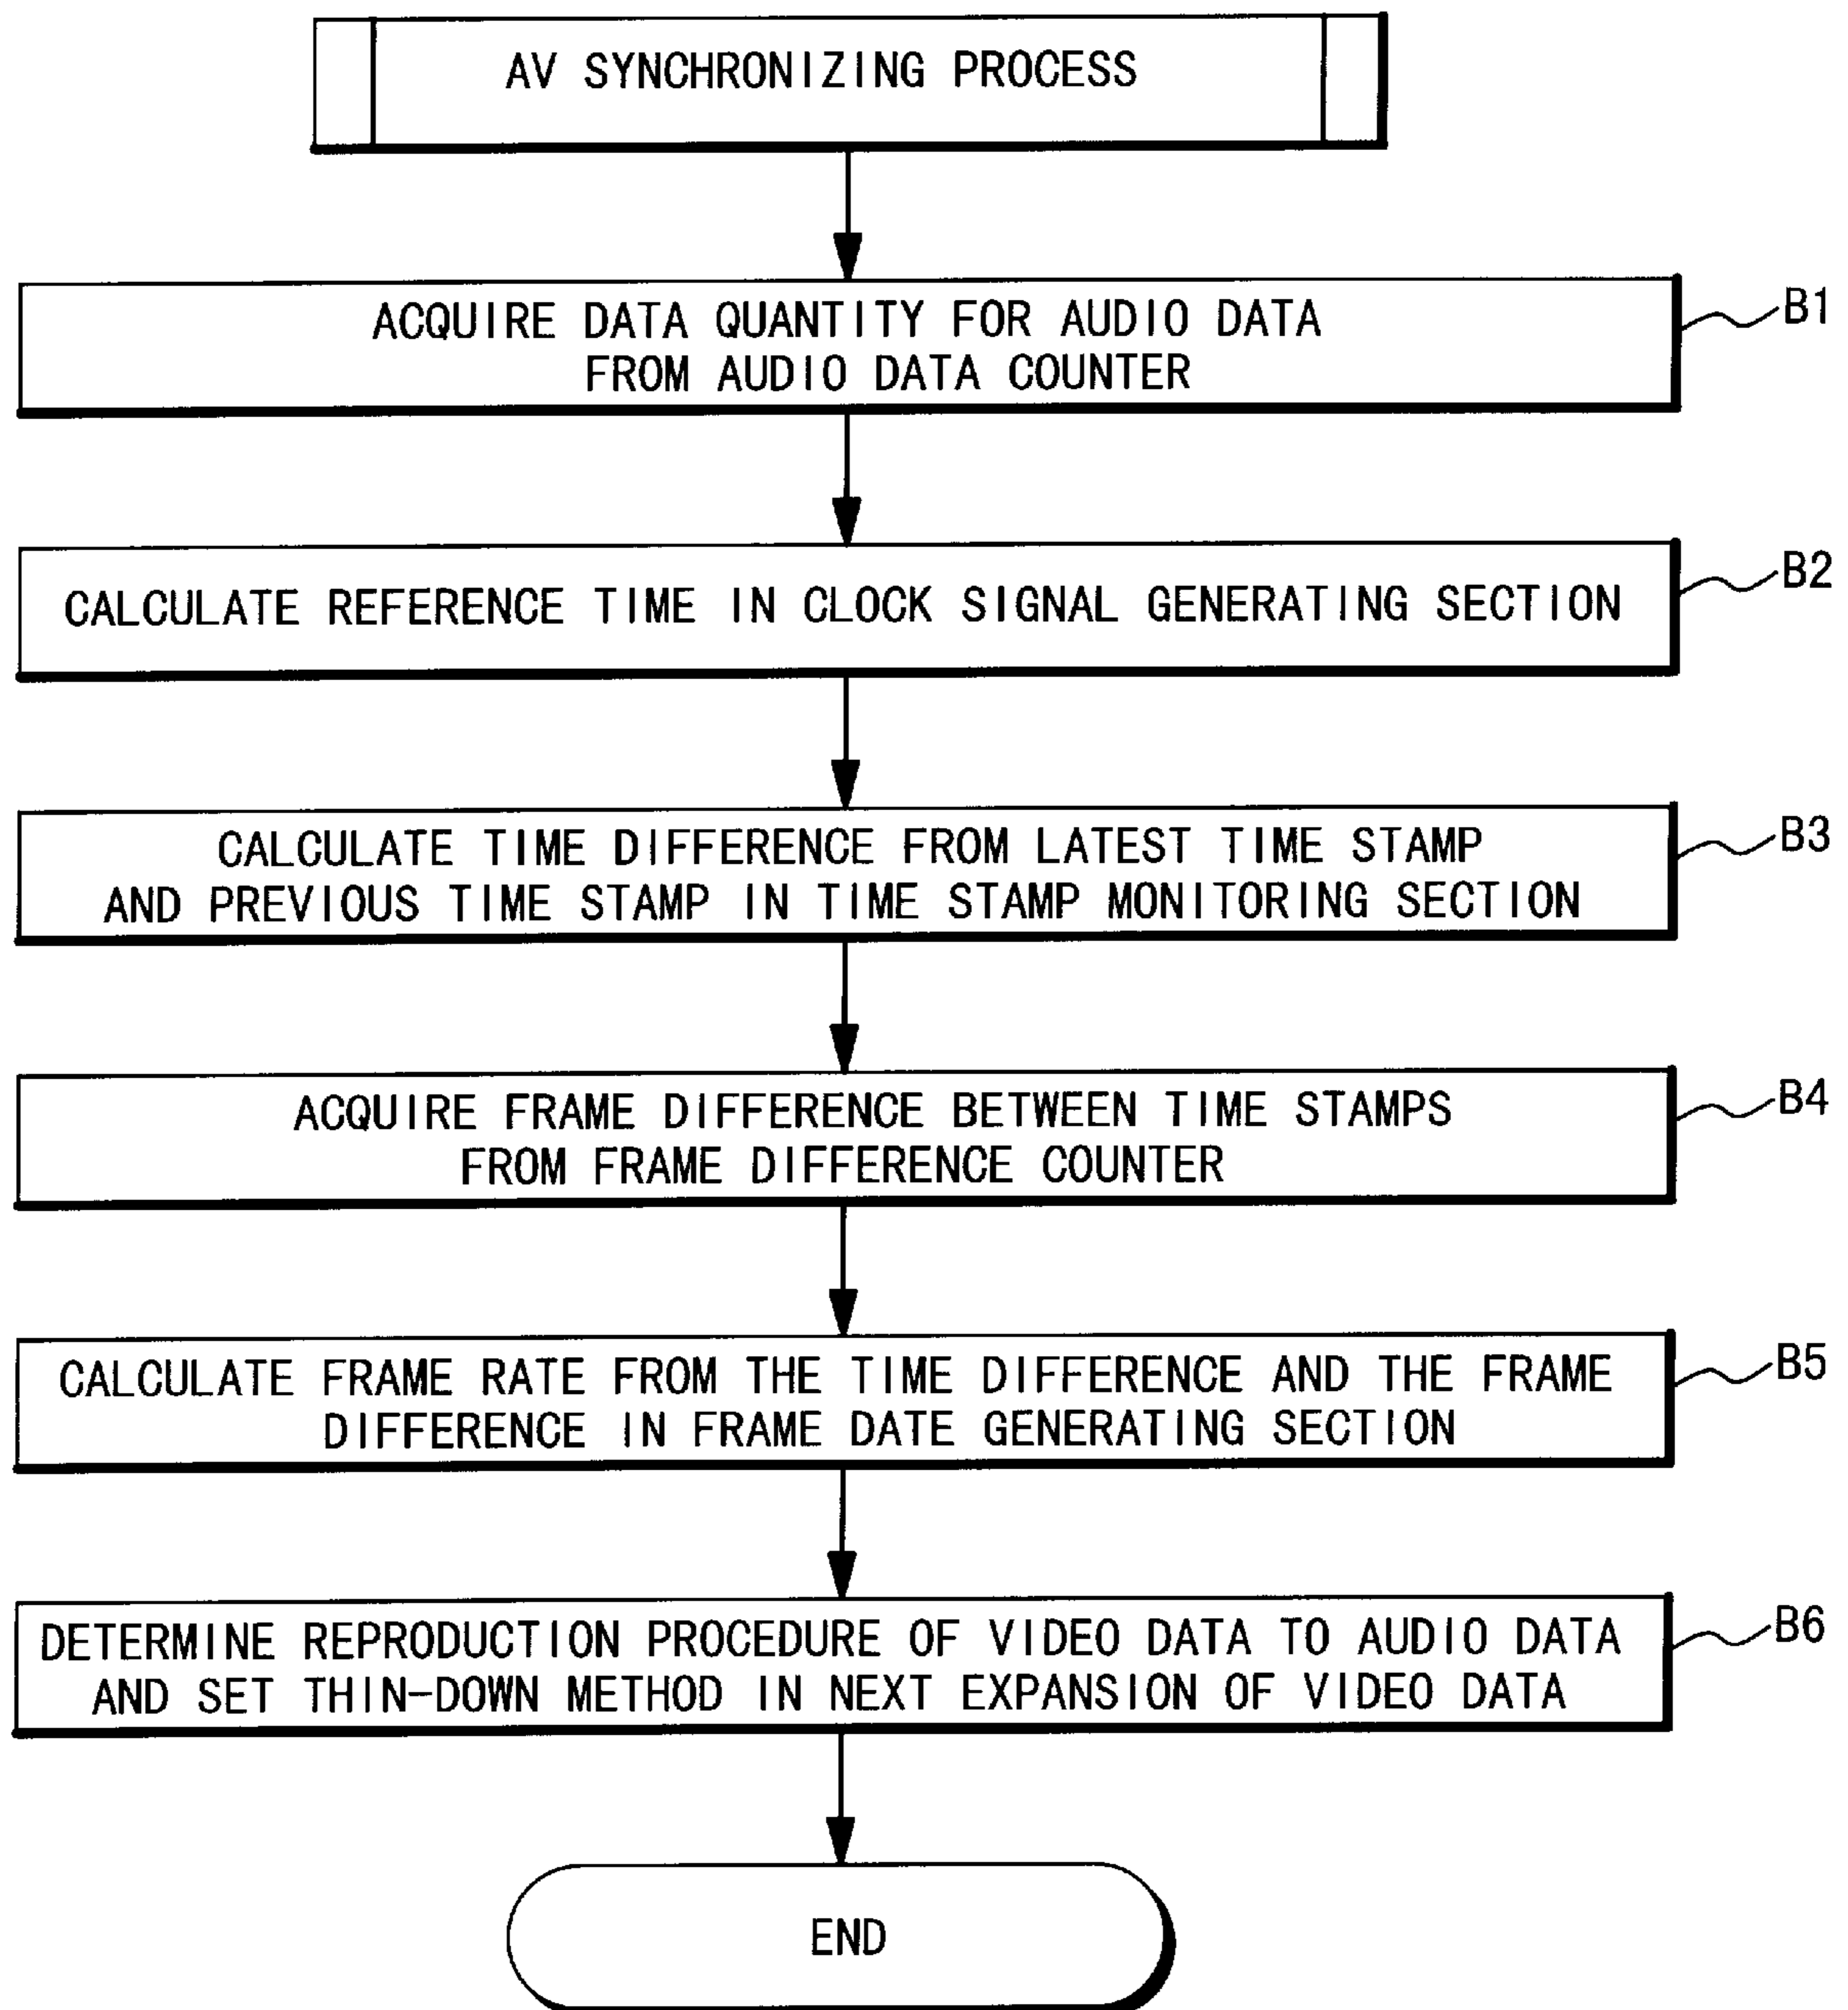 AV SYNCHRONIZING PROCESS
ACQUIRE DATA QUANTITY FOR AUDIO DATA
FROM AUDIO DATA COUNTER
B1
CALCULATE REFERENCE TIME IN CLOCK SIGNAL GENERATING SECTION
B2
CALCULATE TIME DIFFERENCE FROM LATEST TIME STAMP
AND PREVIOUS TIME STAMP IN TIME STAMP MONITORING SECTION
B3
ACQUIRE FRAME DIFFERENCE BETWEEN TIME STAMPS
FROM FRAME DIFFERENCE COUNTER
B4
CALCULATE FRAME RATE FROM THE TIME DIFFERENCE AND THE FRAME
DIFFERENCE IN FRAME DATE GENERATING SECTION
B5
DETERMINE REPRODUCTION PROCEDURE OF VIDEO DATA TO AUDIO DATA
AND SET THIN-DOWN METHOD IN NEXT EXPANSION OF VIDEO DATA
B6
END